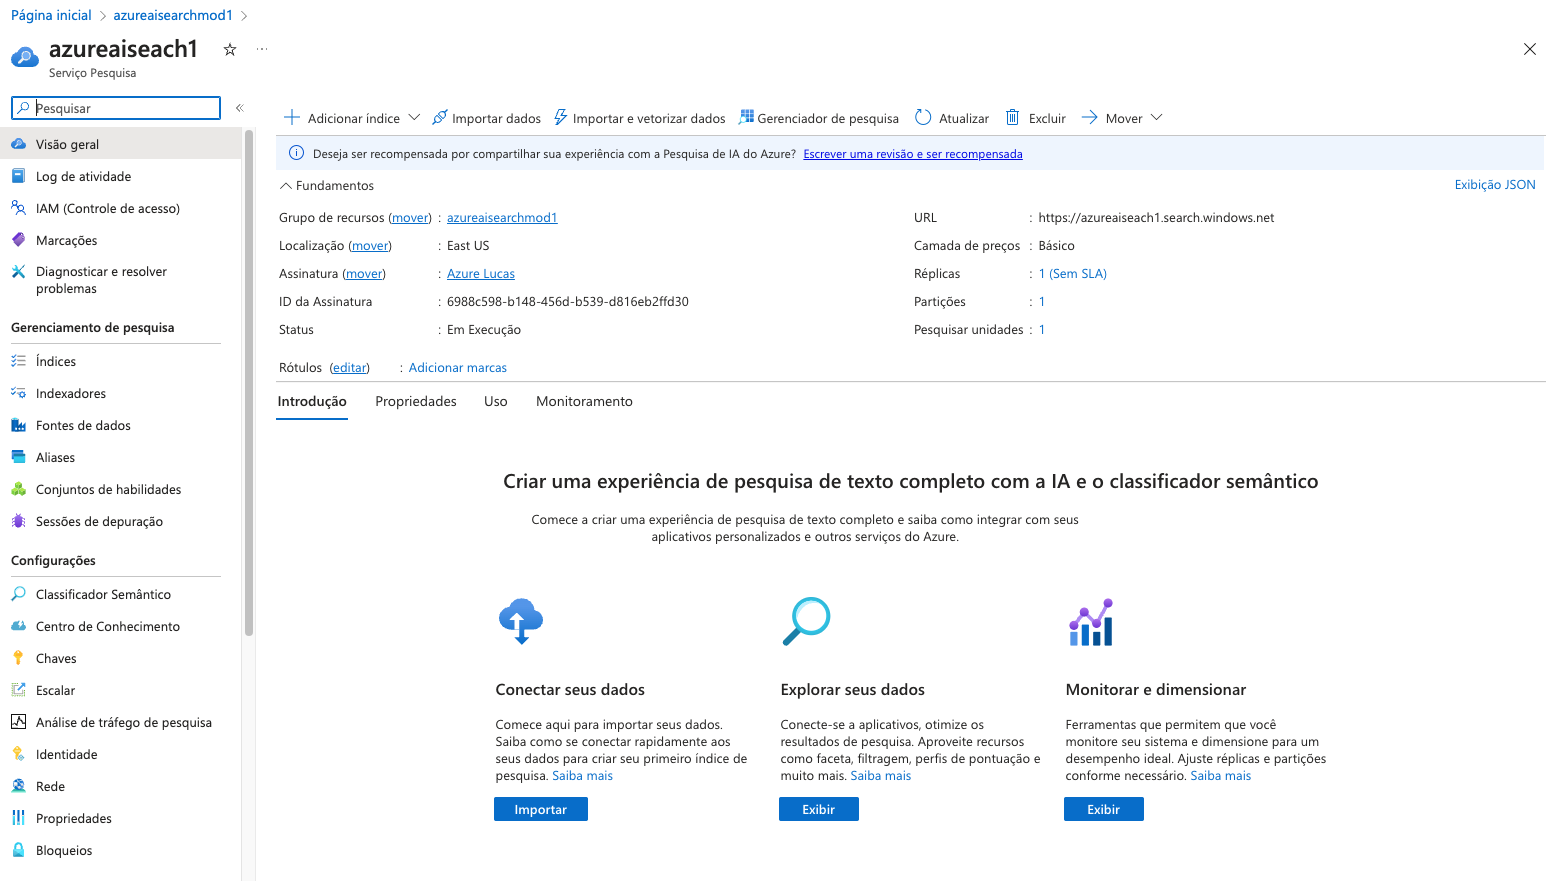 Página inicial > azureaisearchmod1 >
azureaiseach1
Serviço Pesquisa
Pesquisar
Visão geral
Log de atividade
IAM (Controle de acesso)
Marcações
Diagnosticar e resolver
problemas
Gerenciamento de pesquisa
Índices
Indexadores
Fontes de dados
Aliases
Conjuntos de habilidades
Sessões de depuração
Configurações
Classificador Semântico
Centro de Conhecimento
Chaves
Escalar
Análise de tráfego de pesquisa
Identidade
Rede
Propriedades
Bloqueios
Adicionar índice Importar dados Importar e vetorizar dados Gerenciador de pesquisa Atualizar Excluir Mover
Deseja ser recompensada por compartilhar sua experiência com a Pesquisa de IA do Azure? Escrever uma revisão e ser recompensada
Fundamentos
Exibição JSON
Grupo de recursos (mover) : azureaisearchmod1
Localização (mover) : East US
Assinatura (mover) : Azure Lucas
ID da Assinatura : 6988c598-b148-456d-b539-d816eb2ffd30
Status : Em Execução
URL : https://azureaiseach1.search.windows.net
Camada de preços : Básico
Réplicas : 1 (Sem SLA)
Partições : 1
Pesquisar unidades : 1
Rótulos (editar) : Adicionar marcas
Introdução Propriedades Uso Monitoramento
Criar uma experiência de pesquisa de texto completo com a IA e o classificador semântico
Comece a criar uma experiência de pesquisa de texto completo e saiba como integrar com seus
aplicativos personalizados e outros serviços do Azure.
Conectar seus dados
Comece aqui para importar seus dados.
Saiba como se conectar rapidamente aos
seus dados para criar seu primeiro índice de
pesquisa. Saiba mais
Importar
Explorar seus dados
Conecte-se a aplicativos, otimize os
resultados de pesquisa. Aproveite recursos
como faceta, filtragem, perfis de pontuação e
muito mais. Saiba mais
Exibir
Monitorar e dimensionar
Ferramentas que permitem que você
monitore seu sistema e dimensione para um
desempenho ideal. Ajuste réplicas e partições
conforme necessário. Saiba mais
Exibir